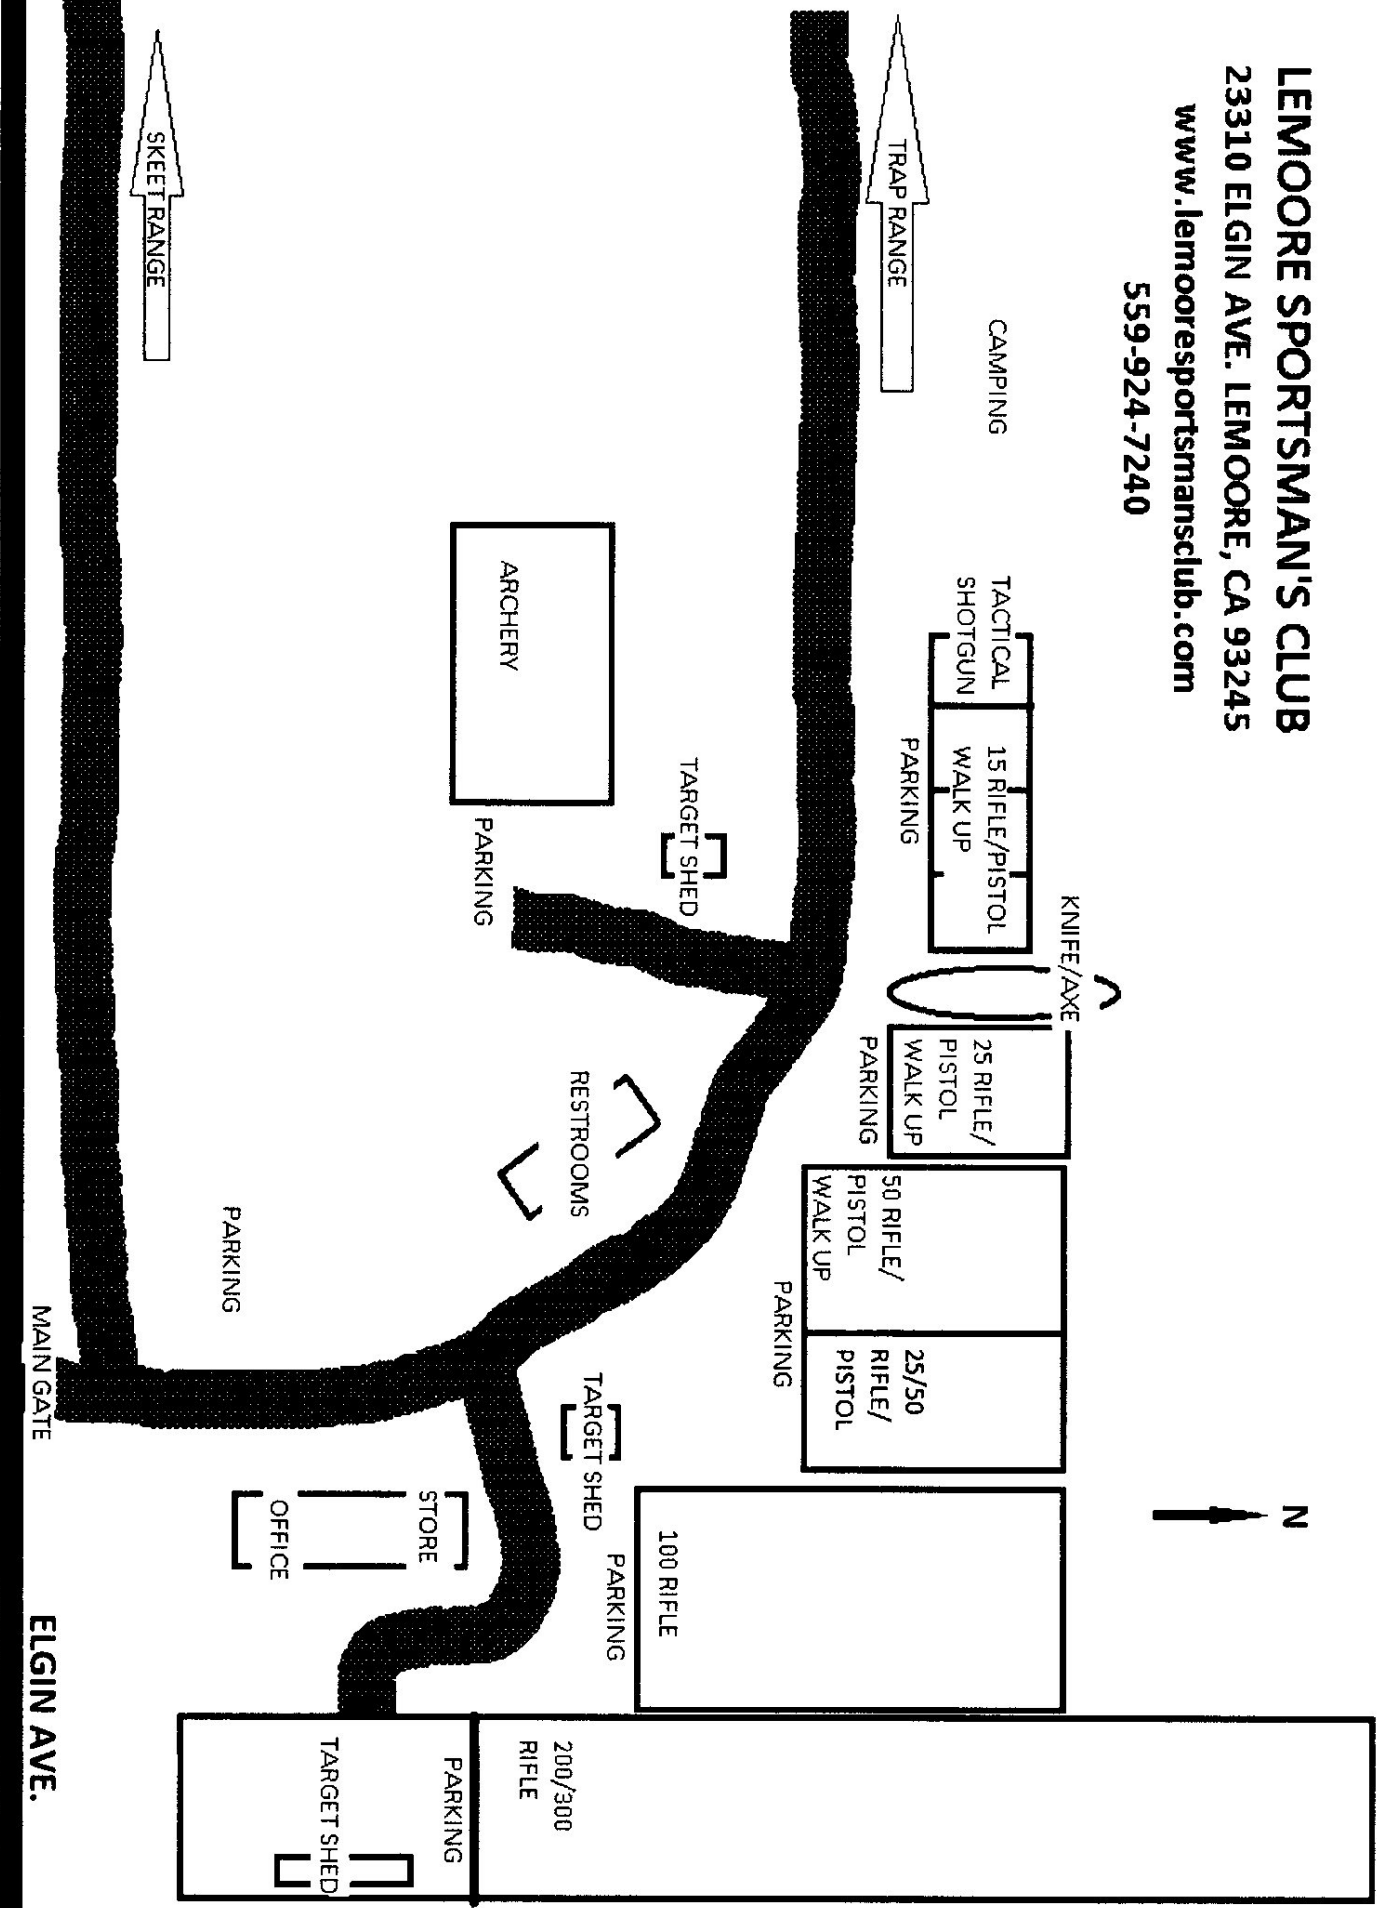 LEMOORE SPORTSMAN'S CLUB
23310 ELGIN AVE. LEMOORE, CA 93245
www.lemooresportsmansclub.com
559-924-7240
N
KNIFE/AXE
TACTICAL
SHOTGUN
15 RIFLE/PISTOL
WALK UP
PARKING
25 RIFLE/
PISTOL
WALK UP
PARKING
50 RIFLE/
PISTOL
WALK UP
25/50
RIFLE/
PISTOL
PARKING
CAMPING
TRAP RANGE
TARGET SHED
100 RIFLE
PARKING
TARGET SHED
RESTROOMS
200/300
RIFLE
ARCHERY
PARKING
STORE
PARKING
TARGET SHED
OFFICE
PARKING
SKEET RANGE
MAIN GATE
ELGIN AVE.